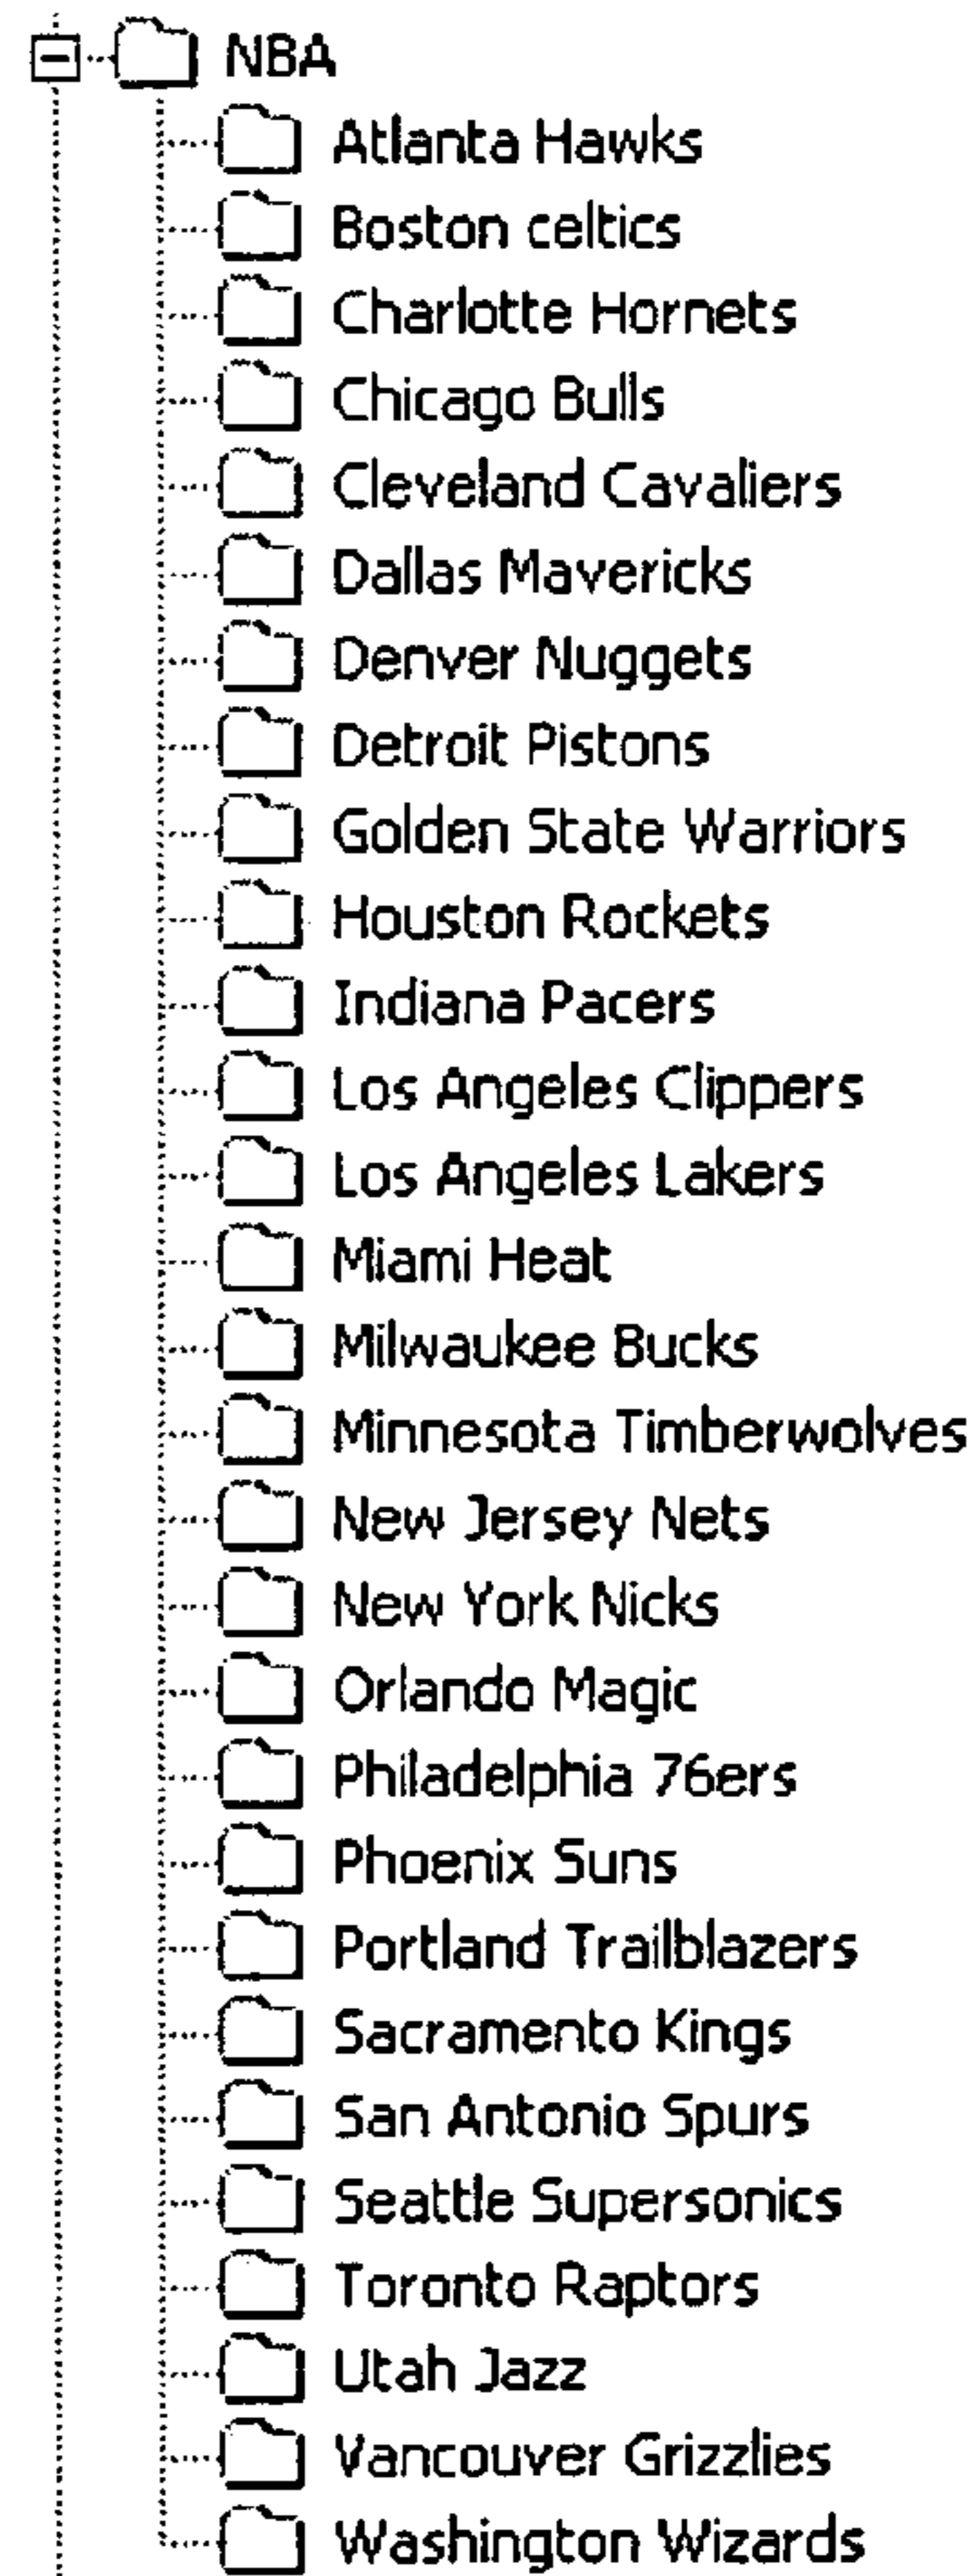 NBA
Atlanta Hawks
Boston celtics
Charlotte Hornets
Chicago Bulls
Cleveland Cavaliers
Dallas Mavericks
Denver Nuggets
Detroit Pistons
Golden State Warriors
Houston Rockets
Indiana Pacers
Los Angeles Clippers
Los Angeles Lakers
Miami Heat
Milwaukee Bucks
Minnesota Timberwolves
New Jersey Nets
New York Nicks
Orlando Magic
Philadelphia 76ers
Phoenix Suns
Portland Trailblazers
Sacramento Kings
San Antonio Spurs
Seattle Supersonics
Toronto Raptors
Utah Jazz
Vancouver Grizzlies
Washington Wizards